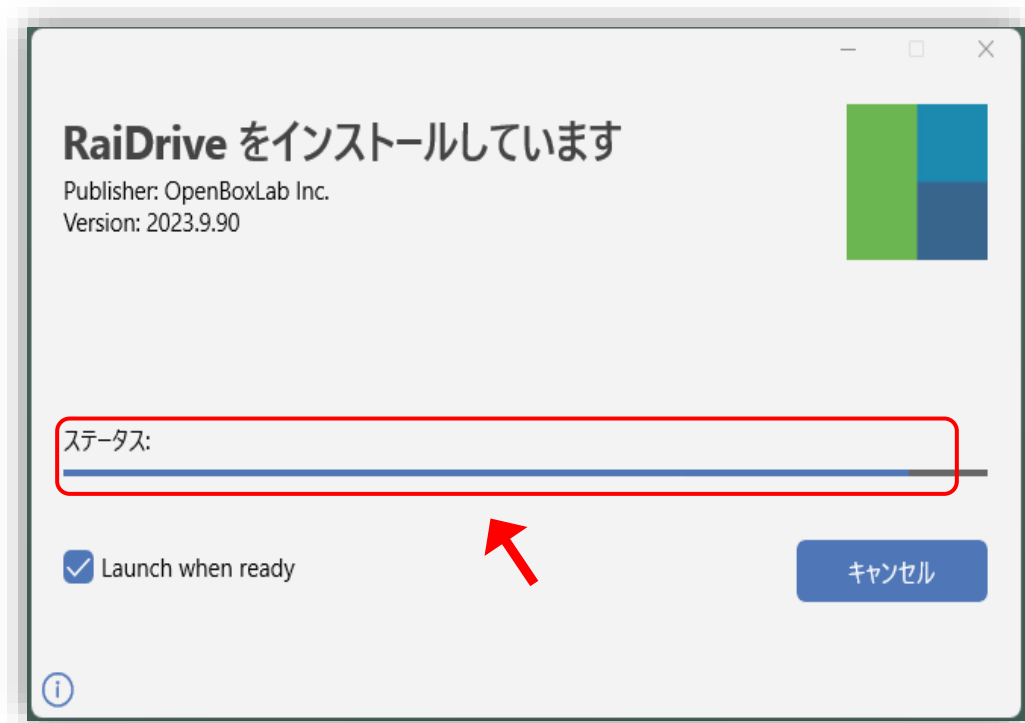 RaiDrive をインストールしています
Publisher: OpenBoxLab Inc.
Version: 2023.9.90
ステータス:
Launch when ready
キャンセル